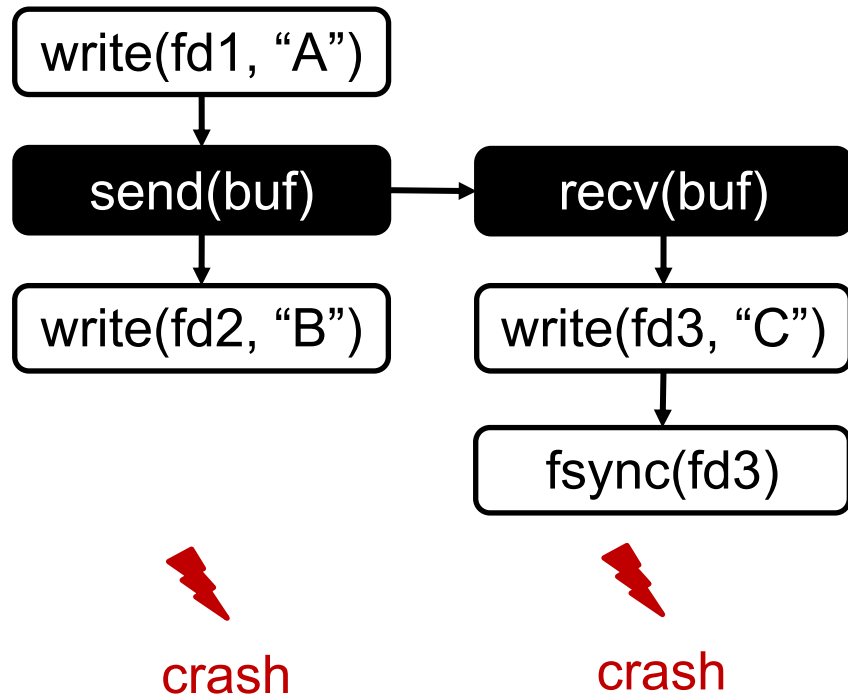 write(fd1, “A”)
send(buf)
recv(buf)
write(fd2, “B”)
write(fd3, “C”)
fsync(fd3)
crash
crash